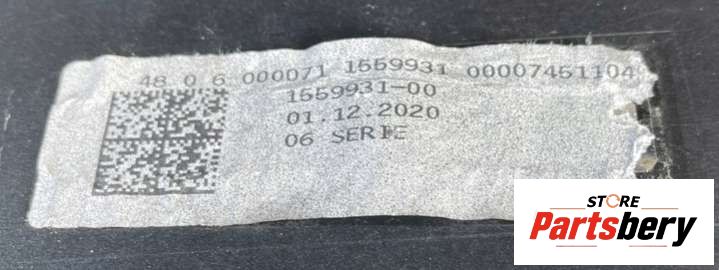 48 0 6 000071 1559931 00007451104
1559931-00
01.12.2020
06 SERIE
STORE
Partsbery